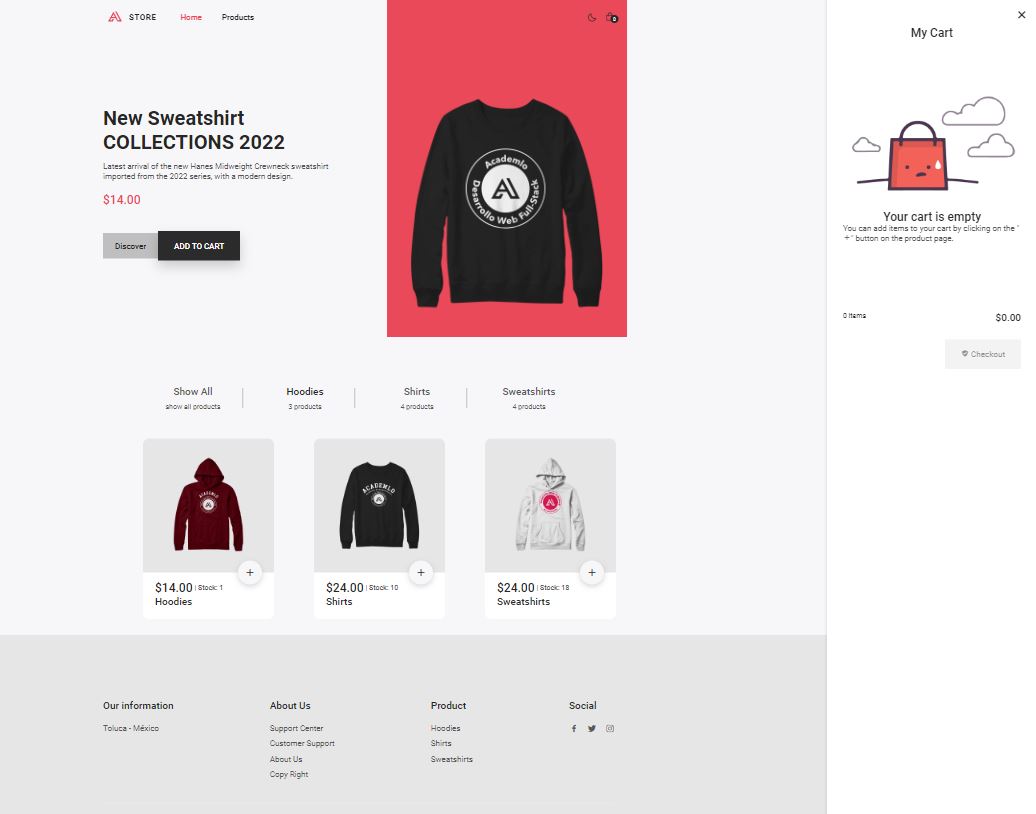 STORE Home Products 0
New Sweatshirt
COLLECTIONS 2022
Latest arrival of the new Hanes Midweight Crewneck sweatshirt
imported from the 2022 series, with a modern design.
$14.00
Discover ADD TO CART
Academlo
Desarrollo Web Full-Stack
Show All Hoodies Shirts Sweatshirts
show all products 3 products 4 products 4 products
ACADEMLO ACADEMLO
+ + +
$14.00 | Stock: 1 $24.00 | Stock: 10 $24.00 | Stock: 18
Hoodies Shirts Sweatshirts
Our information About Us Product Social
Toluca - México Support Center Hoodies
Customer Support Shirts
About Us Sweatshirts
Copy Right
My Cart
Your cart is empty
You can add items to your cart by clicking on the "
+" button on the product page.
0 Items $0.00
Checkout